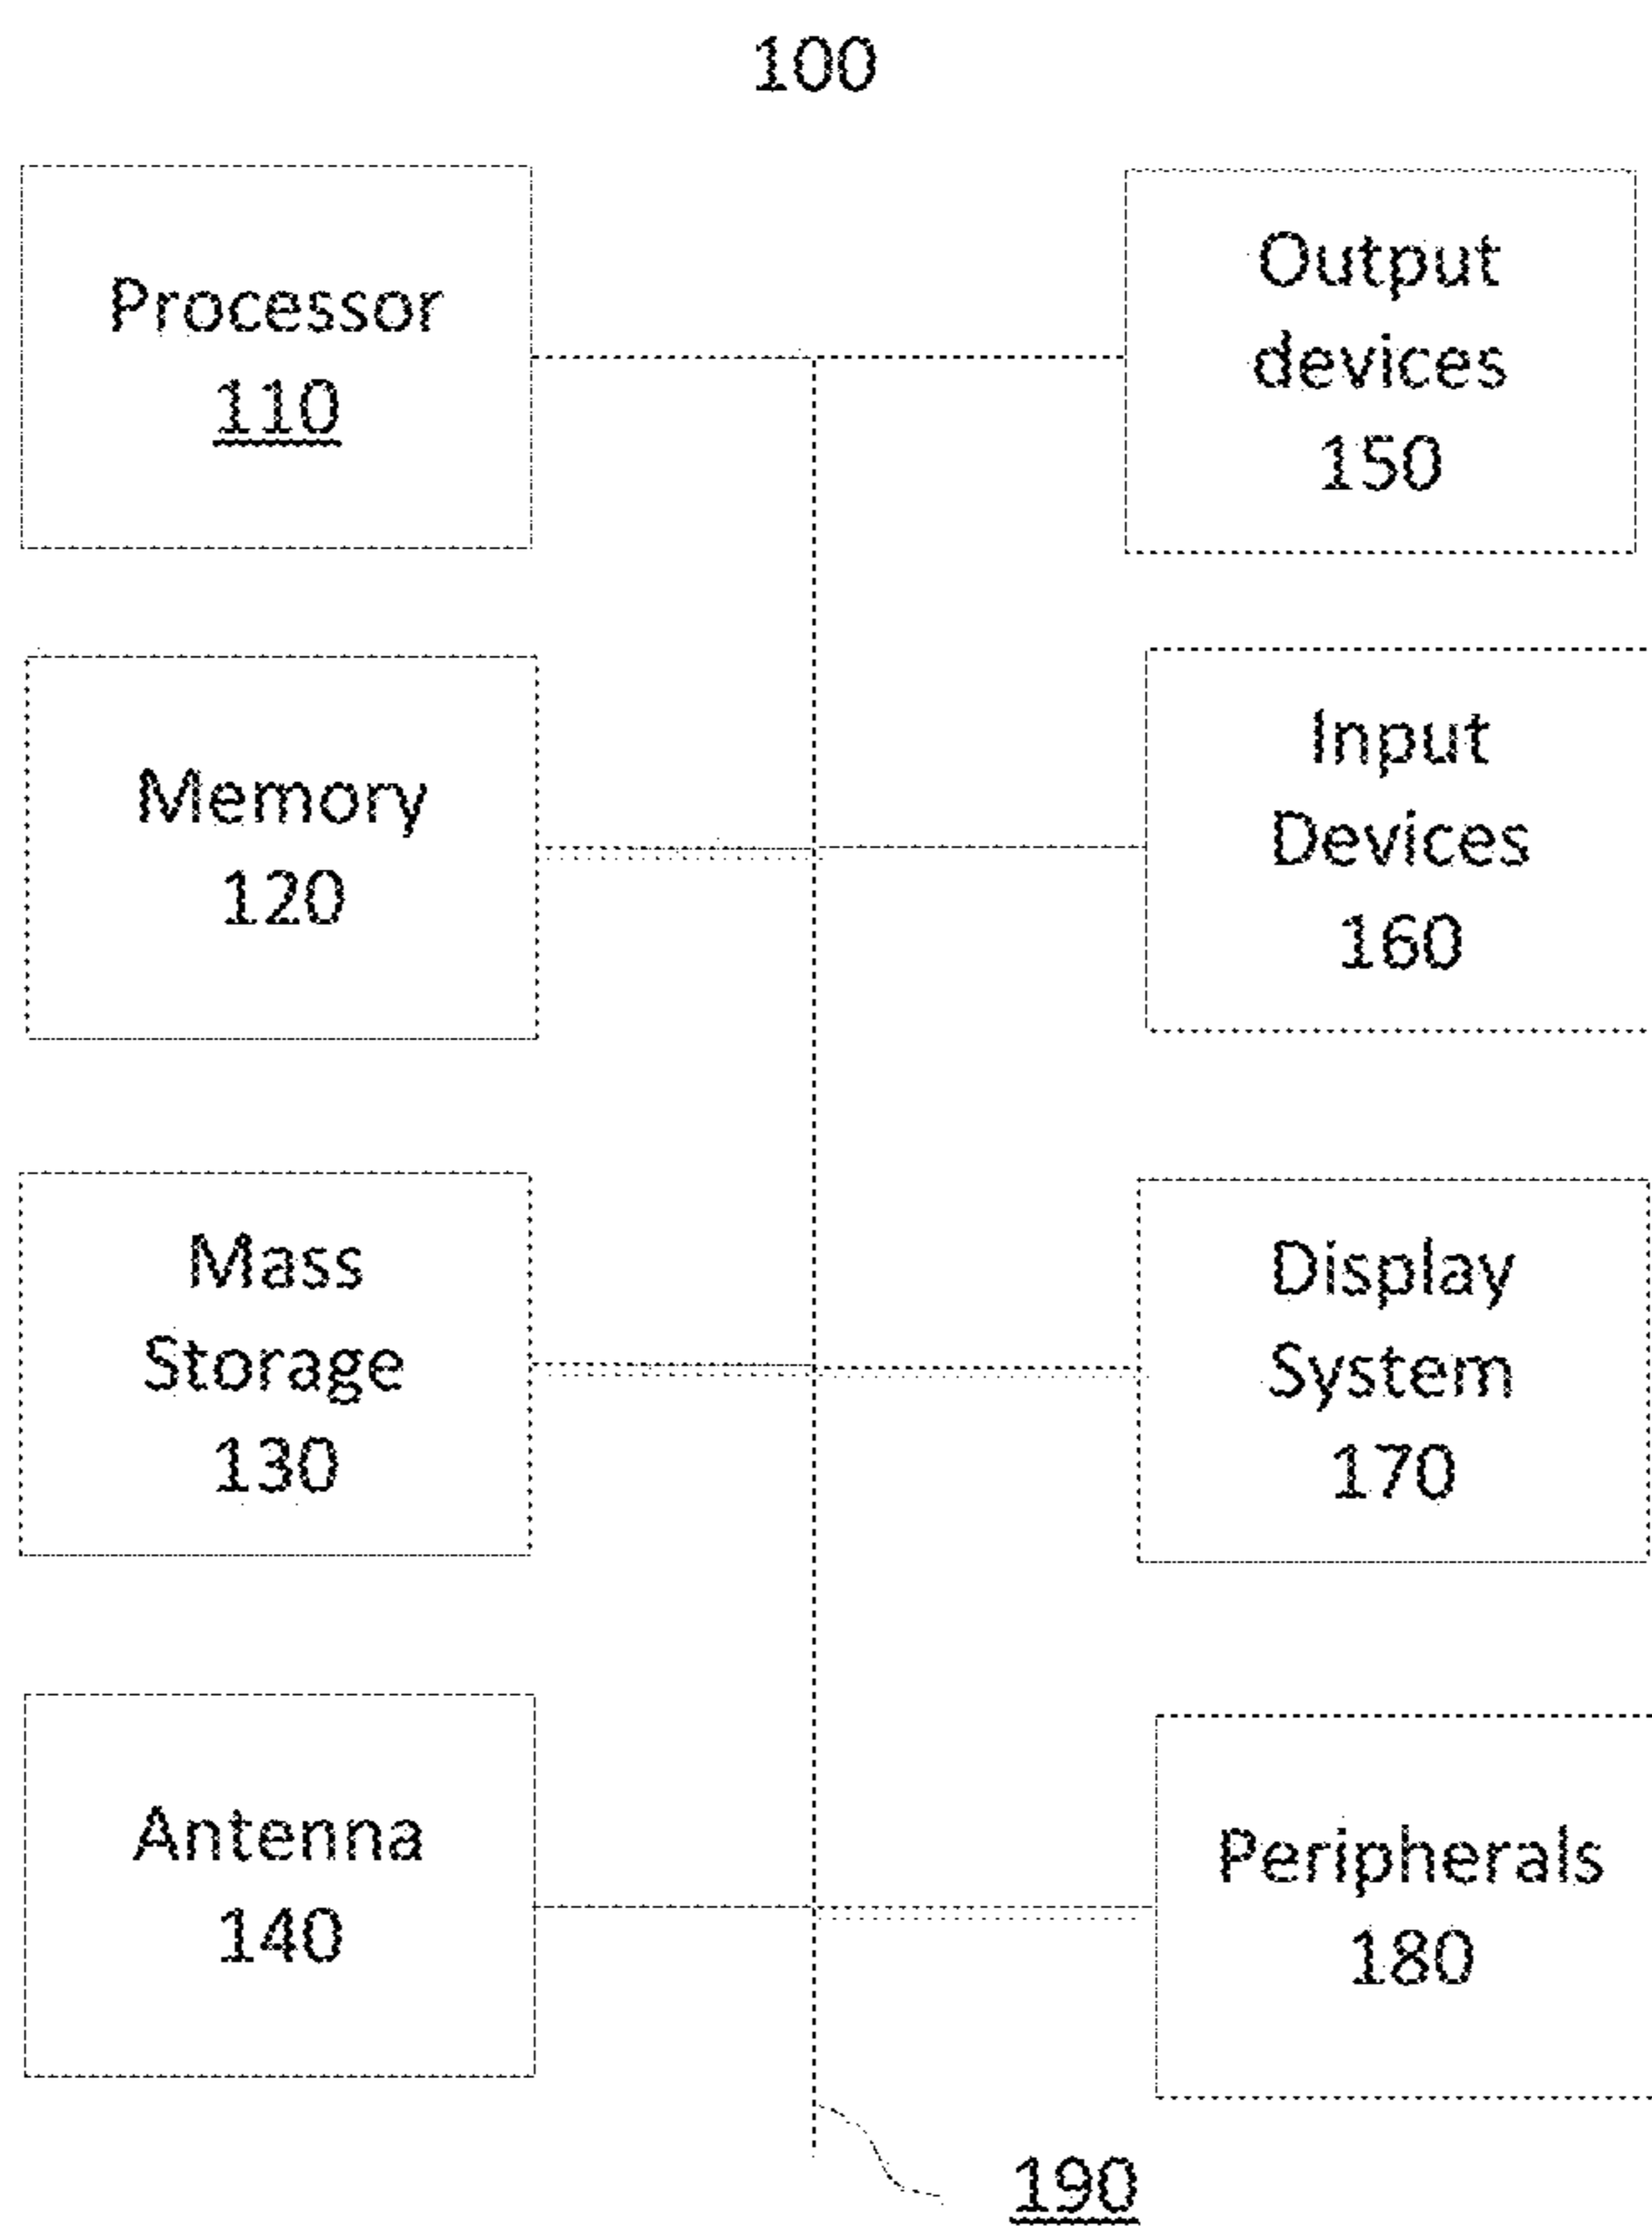 100
Processor
110
Output
devices
150
Memory
120
Input
Devices
160
Mass
Storage
130
Display
System
170
Antenna
140
Peripherals
180
190